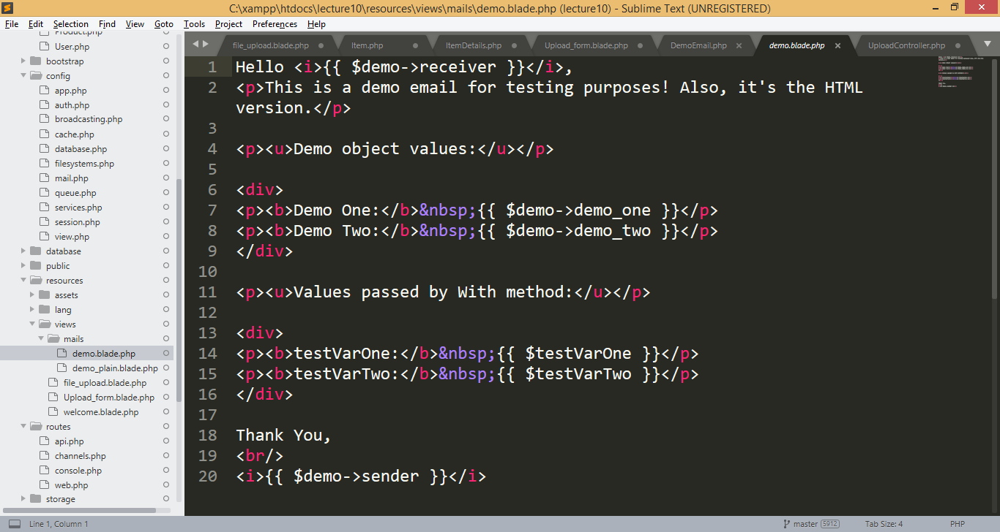 C:\xampp\htdocs\lecture10\resources\views\mails\demo.blade.php (lecture10) - Sublime Text (UNREGISTERED)
File Edit Selection Find View Goto Tools Project Preferences Help
Product.php
User.php
bootstrap
config
app.php
auth.php
broadcasting.php
cache.php
database.php
filesystems.php
mail.php
queue.php
services.php
session.php
view.php
database
public
resources
assets
lang
views
mails
demo.blade.php
demo_plain.blade.php
file_upload.blade.php
Upload_form.blade.php
welcome.blade.php
routes
api.php
channels.php
console.php
web.php
storage
file_upload.blade.php Item.php ItemDetails.php Upload_form.blade.php DemoEmail.php demo.blade.php UploadController.php
1 Hello <i>{{ $demo->receiver }}</i>,
2 <p>This is a demo email for testing purposes! Also, it's the HTML
version.</p>
3
4 <p><u>Demo object values:</u></p>
5
6 <div>
7 <p><b>Demo One:</b>&nbsp;{{ $demo->demo_one }}</p>
8 <p><b>Demo Two:</b>&nbsp;{{ $demo->demo_two }}</p>
9 </div>
10
11 <p><u>Values passed by With method:</u></p>
12
13 <div>
14 <p><b>testVarOne:</b>&nbsp;{{ $testVarOne }}</p>
15 <p><b>testVarTwo:</b>&nbsp;{{ $testVarTwo }}</p>
16 </div>
17
18 Thank You,
19 <br/>
20 <i>{{ $demo->sender }}</i>
Line 1, Column 1 master 5912 Tab Size: 4 PHP